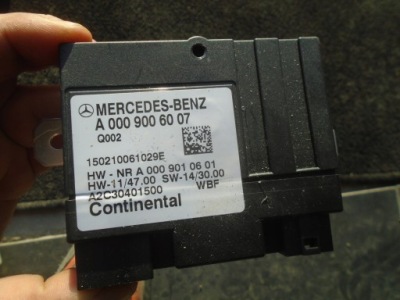 MERCEDES-BENZ
A 000 900 60 07
Q002
150210061029E
HW - NR A 000 901 06 01
HW-11/47.00 SW-14/30.00
A2C30401500 WBF
Continental